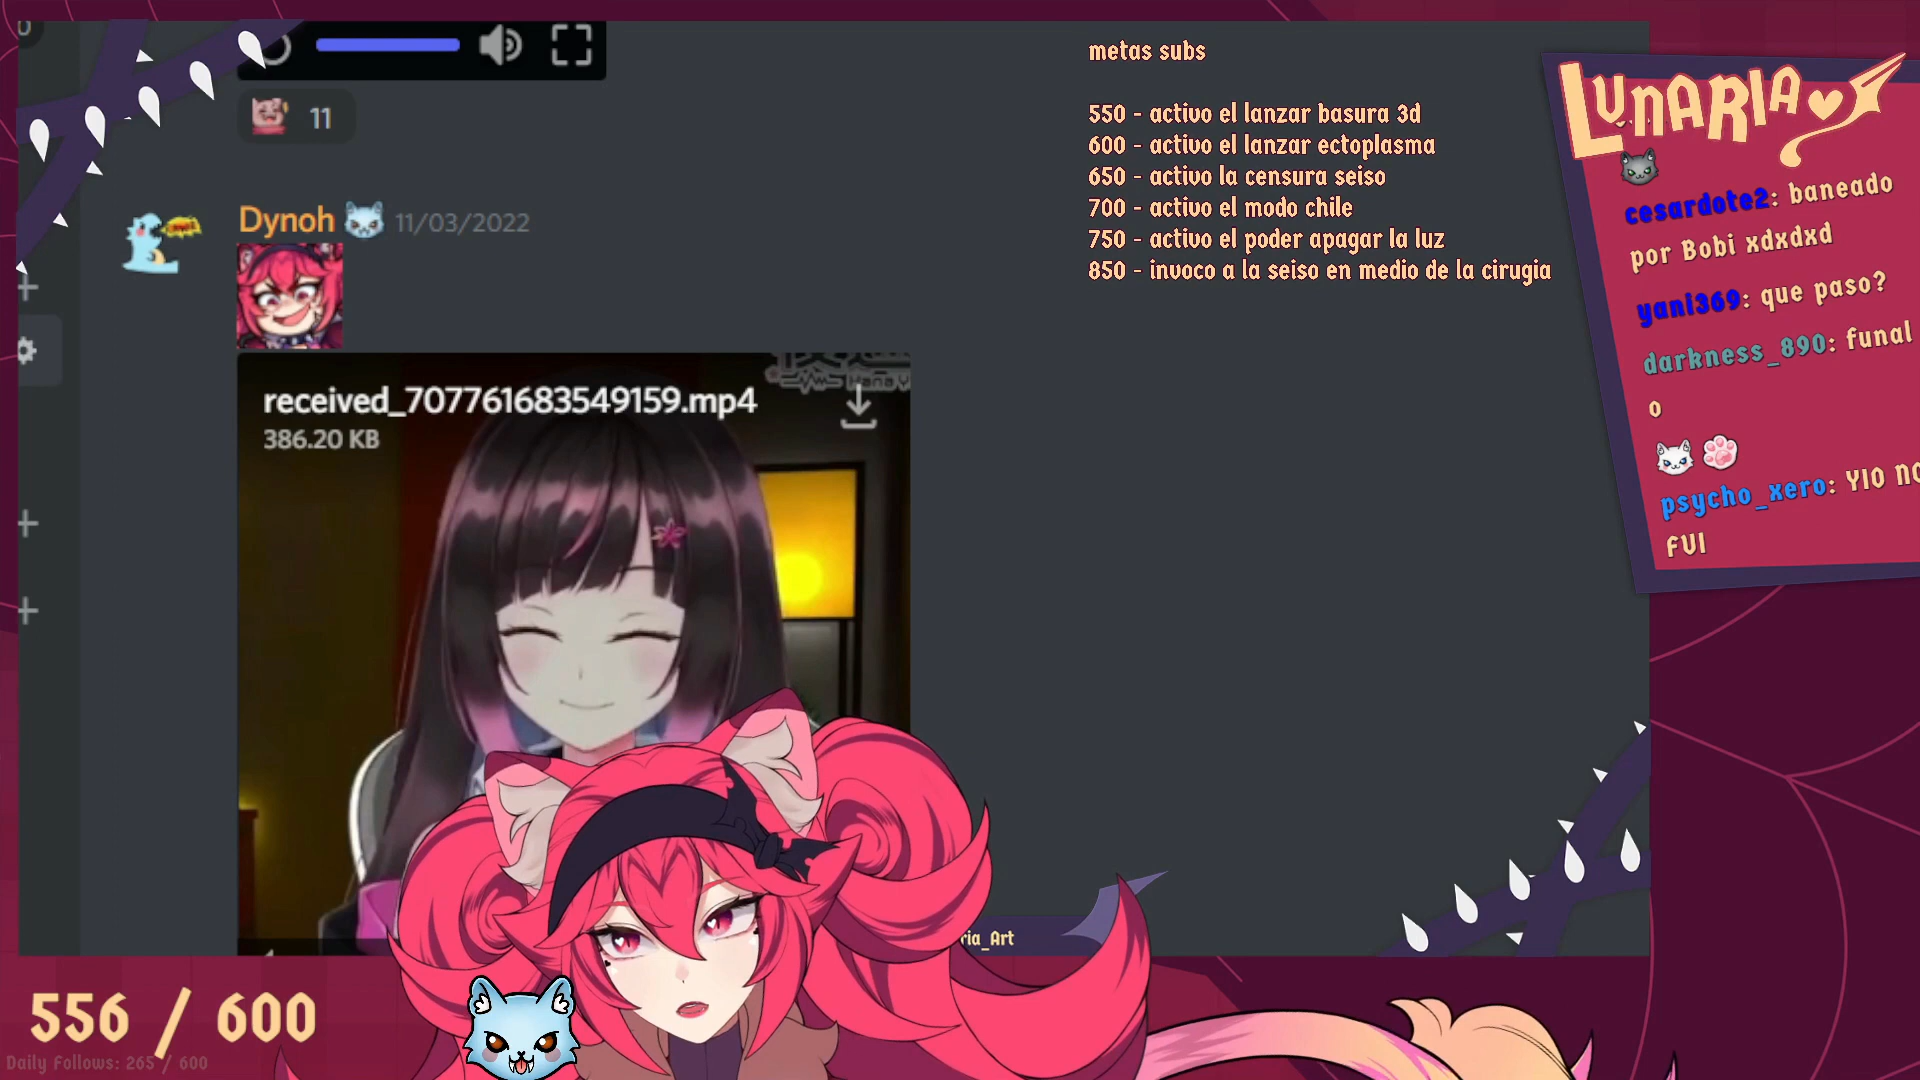 11
Dynoh 11/03/2022
received_707761683549159.mp4
386.20 KB
metas subs
550 - activo el lanzar basura 3d
600 - activo el lanzar ectoplasma
650 - activo la censura seiso
700 - activo el modo chile
750 - activo el poder apagar la luz
850 - invoco a la seiso en medio de la cirugia
LUNARIA
cesardote2: baneado
por Bobi xdxdxd
yani369: que paso?
darkness_890: funal
o
psycho_xero: YIO NO
FUI
ria_Art
556 / 600
Daily Follows: 265 / 600